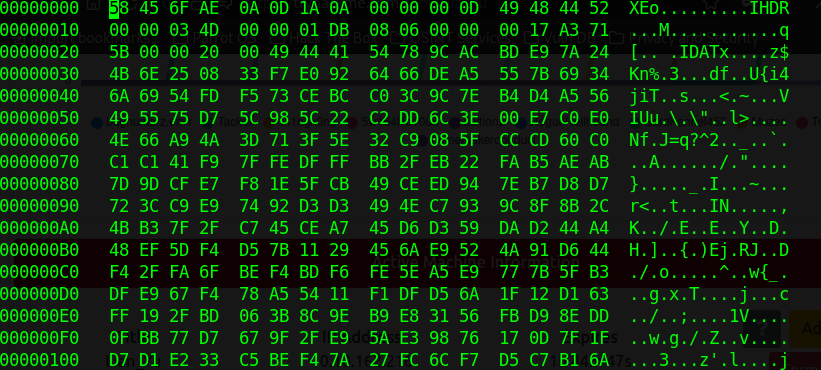 00000000 58 45 6F AE 0A 0D 1A 0A 00 00 00 0D 49 48 44 52 XEo.........IHDR
00000010 00 00 03 4D 00 00 01 DB 08 06 00 00 00 17 A3 71 ...M...........q
00000020 5B 00 00 20 00 49 44 41 54 78 9C AC BD E9 7A 24 [.. .IDATx....z$
00000030 4B 6E 25 08 33 F7 E0 92 64 66 DE A5 55 7B 69 34 Kn%.3...df..U{i4
00000040 6A 69 54 FD F5 73 CE BC C0 3C 9C 7E B4 D4 A5 56 jiT..s...<.~...V
00000050 49 55 75 D7 5C 98 5C 22 C2 DD 6C 3E 00 E7 C0 E0 IUu.\.\"..l>....
00000060 4E 66 A9 4A 3D 71 3F 5E 32 C9 08 5F CC CD 60 C0 Nf.J=q?^2.._..`.
00000070 C1 C1 41 F9 7F FE DF FF BB 2F EB 22 FA B5 AE AB ..A....../."....
00000080 7D 9D CF E7 F8 1E 5F CB 49 CE ED 94 7E B7 D8 D7 }....._.I...~...
00000090 72 3C C9 E9 74 92 D3 D3 49 4E C7 93 9C 8F 8B 2C r<..t...IN.....,
000000A0 4B B3 7F 2F C7 45 CE A7 45 D6 D3 59 DA D2 44 A4 K../.E..E..Y..D.
000000B0 48 EF 5D F4 D5 7B 11 29 45 6A E9 52 4A 91 D6 44 H.]..{.)Ej.RJ..D
000000C0 F4 2F FA 6F BE F4 BD F6 FE 5E A5 E9 77 7B 5F B3 ./.o.....^..w{_.
000000D0 DF E9 67 F4 78 A5 54 11 F1 DF D5 6A 1F 12 D1 63 ..g.x.T....j...c
000000E0 FF 19 2F BD 06 3B 8C 9E B9 E8 31 56 FB D9 8E DD ../..;....1V....
000000F0 0F BB 77 D7 67 9F 2F E9 5A E3 98 76 17 0D 7F 1F ..w.g./.Z..v....
00000100 D7 D1 E2 33 C5 BE F4 7A 27 FC 6C F7 D5 C7 B1 6A ...3...z'.l....j